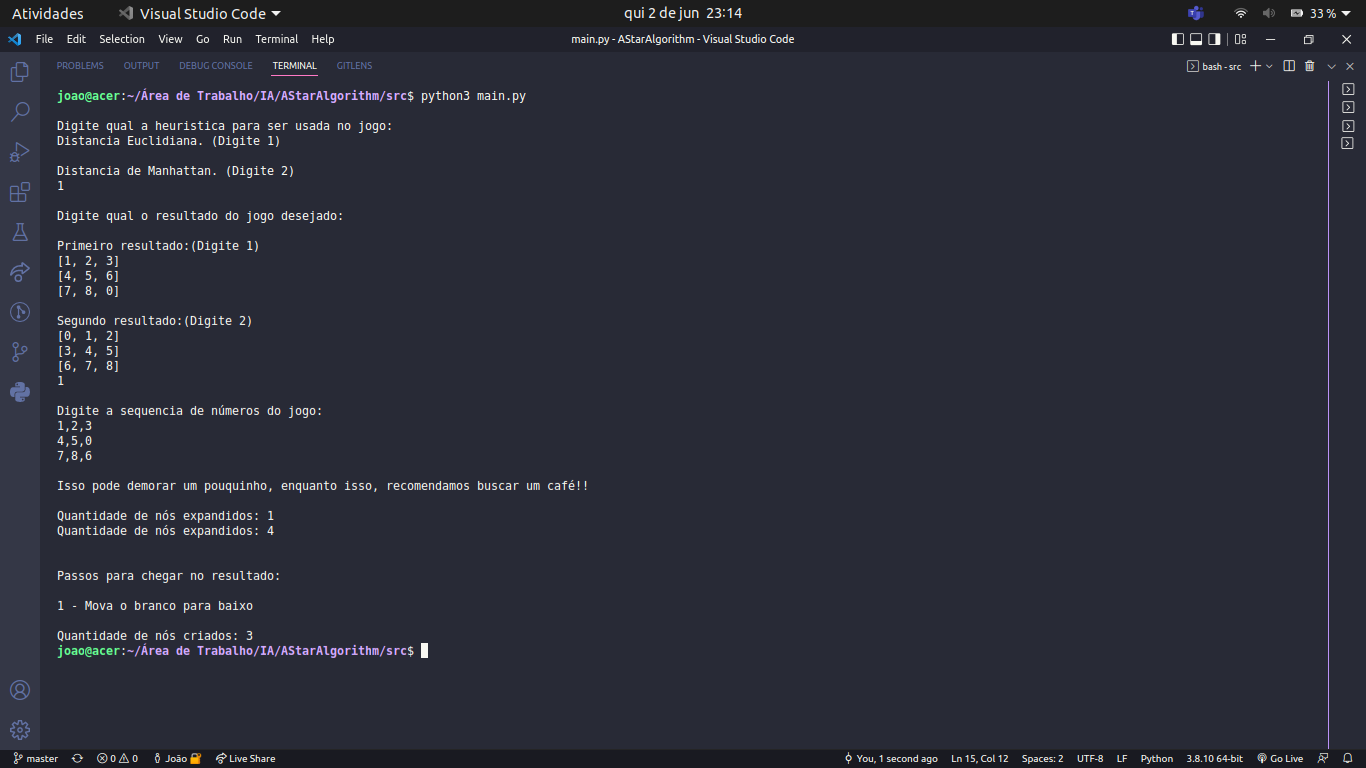 Atividades Visual Studio Code qui 2 de jun 23:14 33 %
File Edit Selection View Go Run Terminal Help main.py - AStarAlgorithm - Visual Studio Code
PROBLEMS OUTPUT DEBUG CONSOLE TERMINAL GITLENS bash - src
joao@acer:~/Área de Trabalho/IA/AStarAlgorithm/src$ python3 main.py
Digite qual a heuristica para ser usada no jogo:
Distancia Euclidiana. (Digite 1)
Distancia de Manhattan. (Digite 2)
1
Digite qual o resultado do jogo desejado:
Primeiro resultado:(Digite 1)
[1, 2, 3]
[4, 5, 6]
[7, 8, 0]
Segundo resultado:(Digite 2)
[0, 1, 2]
[3, 4, 5]
[6, 7, 8]
1
Digite a sequencia de números do jogo:
1,2,3
4,5,0
7,8,6
Isso pode demorar um pouquinho, enquanto isso, recomendamos buscar um café!!
Quantidade de nós expandidos: 1
Quantidade de nós expandidos: 4
Passos para chegar no resultado:
1 - Mova o branco para baixo
Quantidade de nós criados: 3
joao@acer:~/Área de Trabalho/IA/AStarAlgorithm/src$
master 0 0 João Live Share You, 1 second ago Ln 15, Col 12 Spaces: 2 UTF-8 LF Python 3.8.10 64-bit Go Live